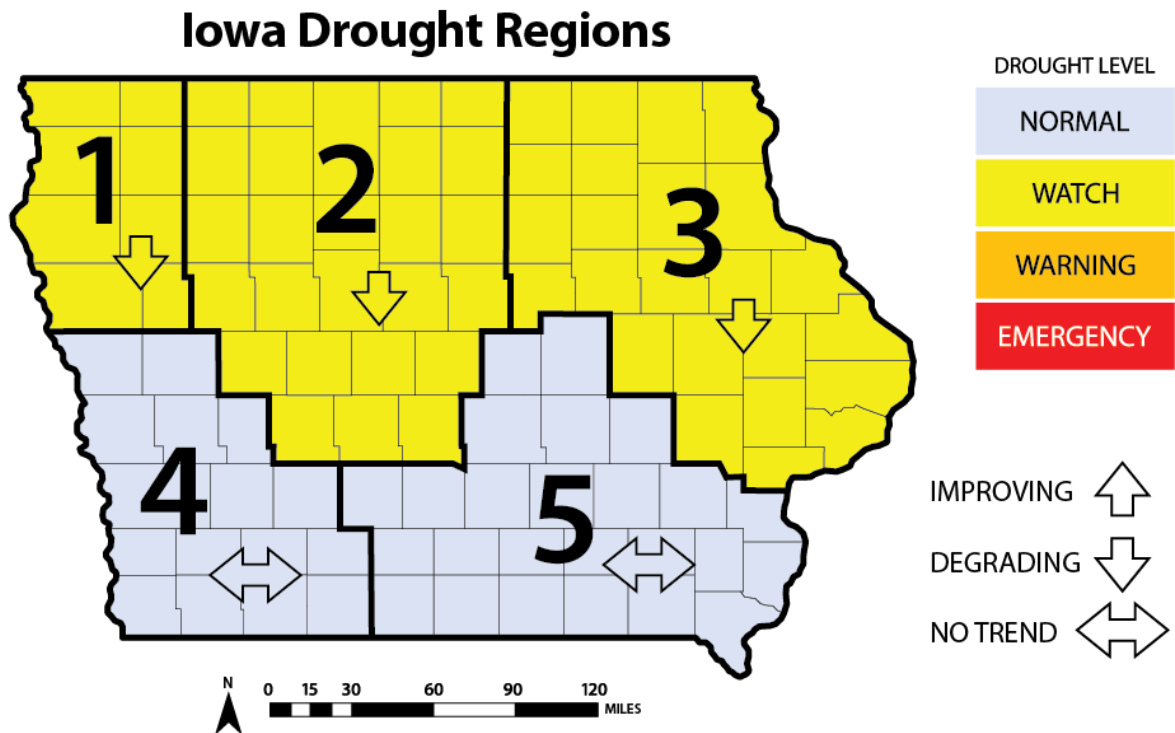 Iowa Drought Regions
DROUGHT LEVEL
NORMAL
WATCH
WARNING
EMERGENCY
1
2
3
4
5
IMPROVING
DEGRADING
NO TREND
N
0 15 30 60 90 120
MILES